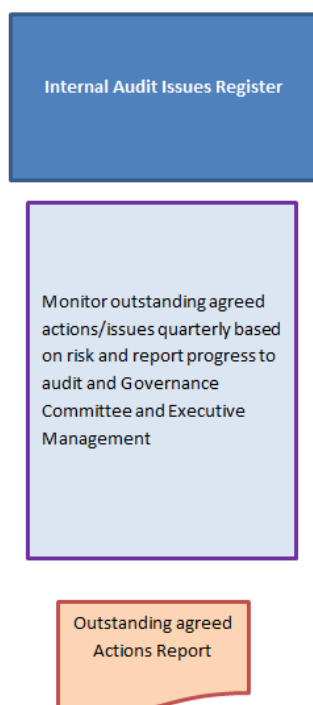 Internal Audit Issues Register
Monitor outstanding agreed
actions/issues quarterly based
on risk and report progress to
audit and Governance
Committee and Executive
Management
Outstanding agreed
Actions Report